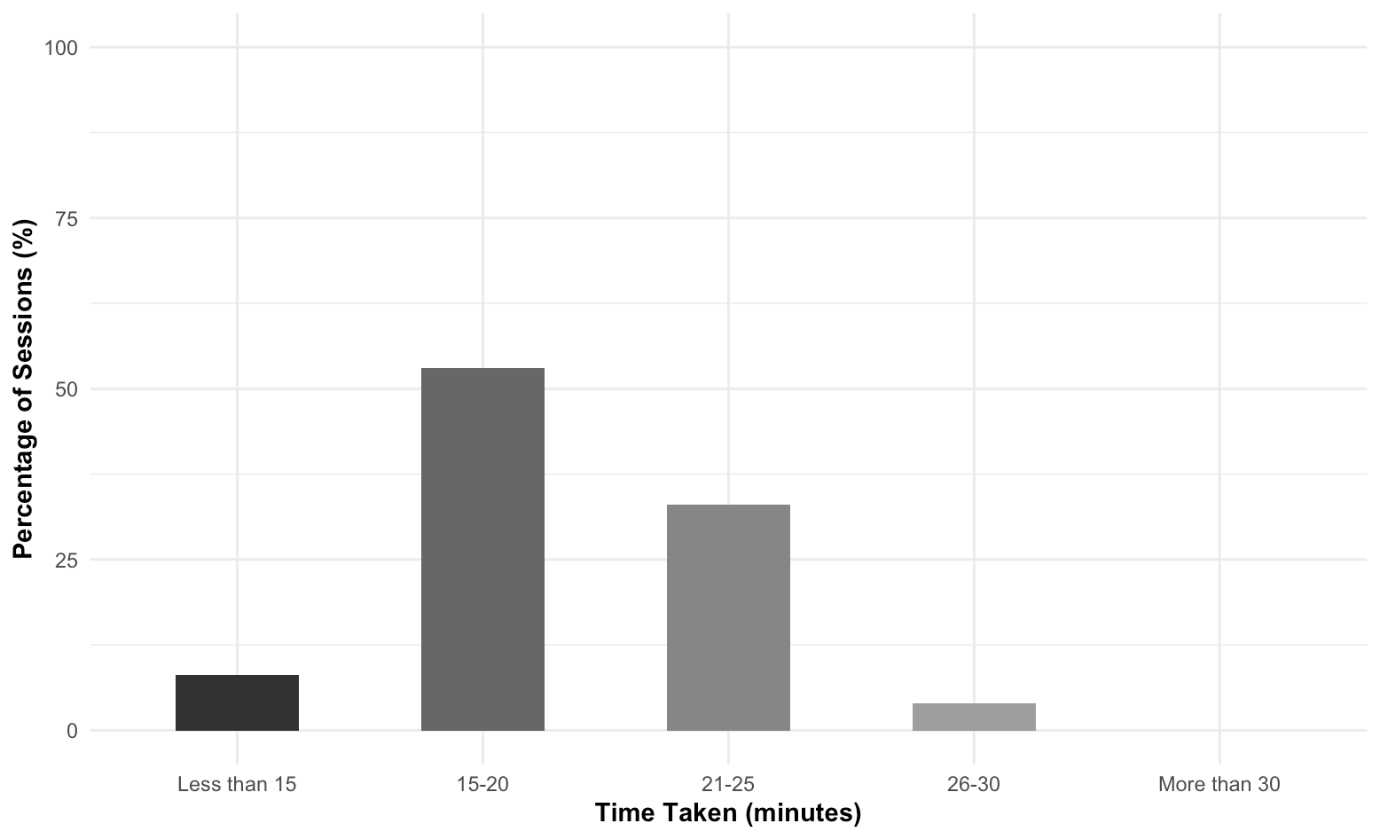 100
75
50
25
0
Percentage of Sessions (%)
Less than 15
15-20
21-25
26-30
More than 30
Time Taken (minutes)